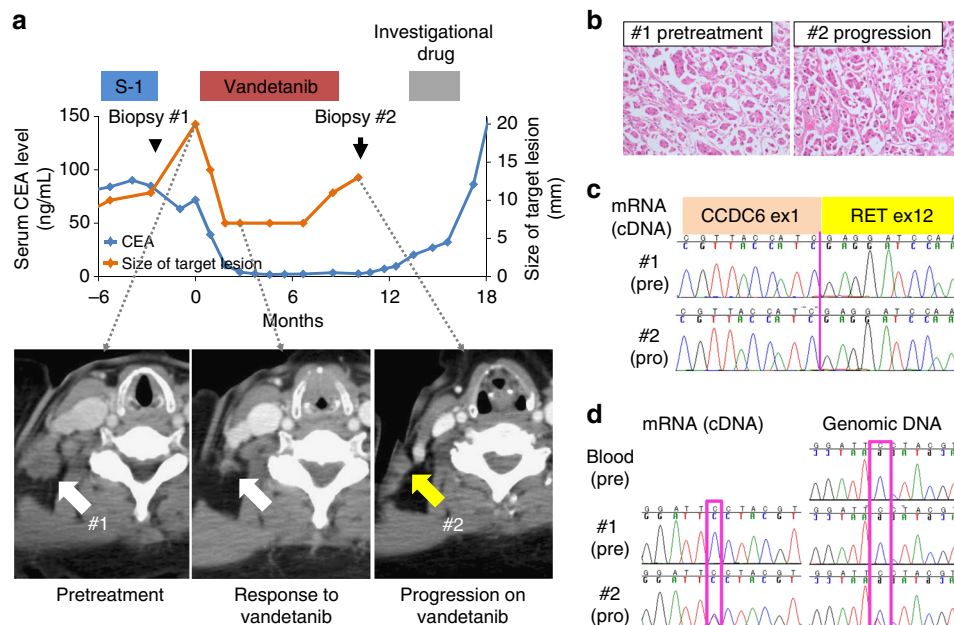 a
Investigational
drug
S-1
Vandetanib
150
100
50
0
Serum CEA level
(ng/mL)
Biopsy #1
Biopsy #2
20
15
10
5
0
Size of target lesion
(mm)
CEA
Size of target lesion
−6
0
6
12
18
Months
#1
#2
Pretreatment
Response to
vandetanib
Progression on
vandetanib
b
#1 pretreatment
#2 progression
c
mRNA
(cDNA)
CCDC6 ex1
RET ex12
C G T T A C C A T C G A G G A T C C A A
C G T T A C C A T C G A G G A T C C A A
#1
(pre)
C G T T A C C A T C G A G G A T C C A A
C G T T A C C A T C G A G G A T C C A A
#2
(pro)
d
mRNA (cDNA)
Genomic DNA
Blood
(pre)
G G A T T C C T A C G T
#1
(pre)
G G A T T C C T A C G T
G G A T T C C T A C G T
#2
(pro)
G G A T T C C T A C G T
G G A T T C C T A C G T